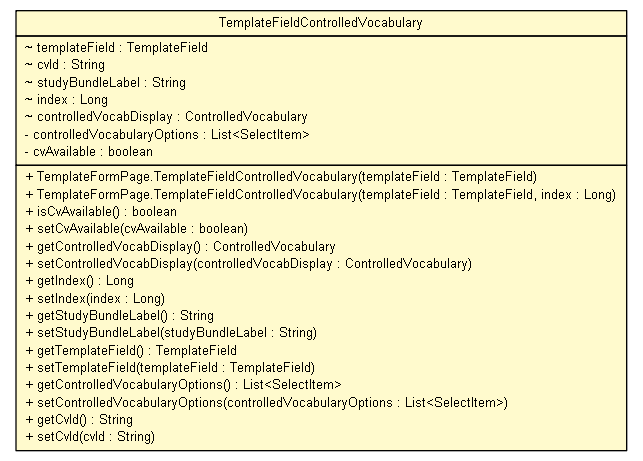 TemplateFieldControlledVocabulary
~ templateField : TemplateField
~ cvId : String
~ studyBundleLabel : String
~ index : Long
~ controlledVocabDisplay : ControlledVocabulary
- controlledVocabularyOptions : List<SelectItem>
- cvAvailable : boolean
+ TemplateFormPage.TemplateFieldControlledVocabulary(templateField : TemplateField)
+ TemplateFormPage.TemplateFieldControlledVocabulary(templateField : TemplateField, index : Long)
+ isCvAvailable() : boolean
+ setCvAvailable(cvAvailable : boolean)
+ getControlledVocabDisplay() : ControlledVocabulary
+ setControlledVocabDisplay(controlledVocabDisplay : ControlledVocabulary)
+ getIndex() : Long
+ setIndex(index : Long)
+ getStudyBundleLabel() : String
+ setStudyBundleLabel(studyBundleLabel : String)
+ getTemplateField() : TemplateField
+ setTemplateField(templateField : TemplateField)
+ getControlledVocabularyOptions() : List<SelectItem>
+ setControlledVocabularyOptions(controlledVocabularyOptions : List<SelectItem>)
+ getCvId() : String
+ setCvId(cvId : String)